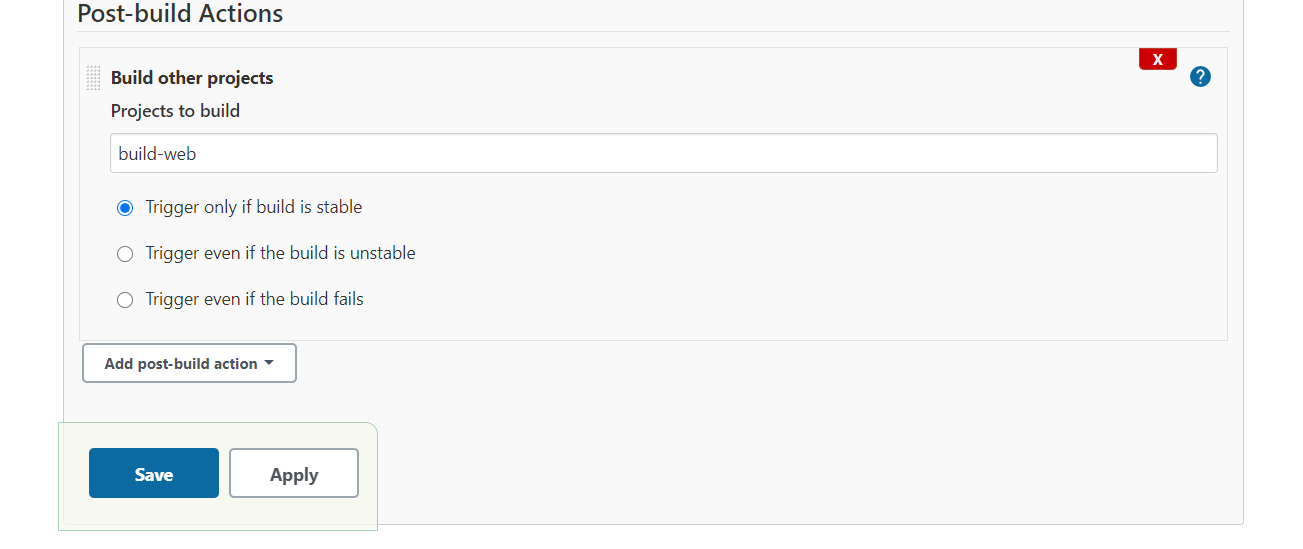 Post-build Actions
X
Build other projects
?
Projects to build
build-web
Trigger only if build is stable
Trigger even if the build is unstable
Trigger even if the build fails
Add post-build action
Save
Apply